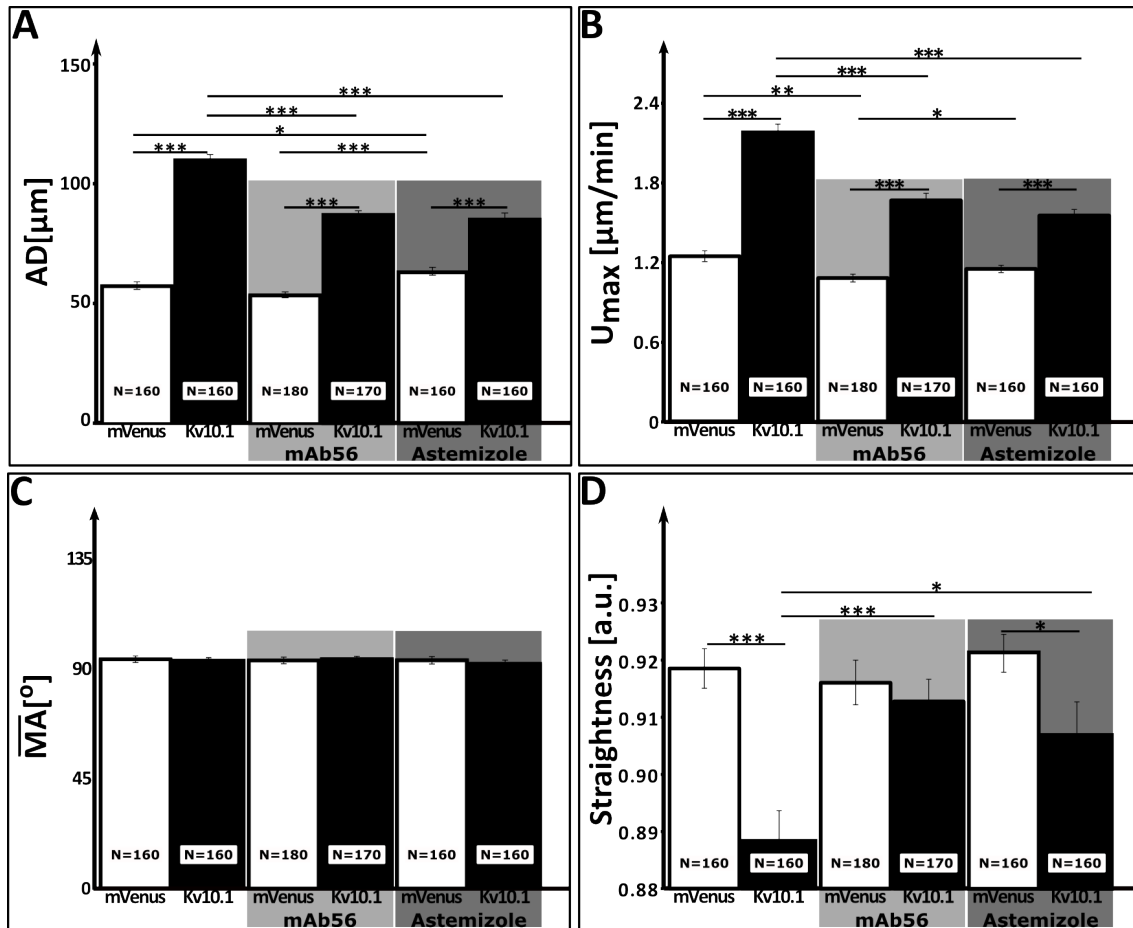 A
AD[µm]
150
100
50
0
***
***
***
*
***
***
***
N=160
N=160
N=180
N=170
N=160
N=160
mVenus Kv10.1 mVenus Kv10.1 mVenus Kv10.1
mAb56 Astemizole
B
Umax [µm/min]
2.4
1.8
1.2
0.6
0
***
***
**
***
*
***
***
N=160
N=160
N=180
N=170
N=160
N=160
mVenus Kv10.1 mVenus Kv10.1 mVenus Kv10.1
mAb56 Astemizole
C
MA[º]
135
90
45
0
N=160
N=160
N=180
N=170
N=160
N=160
mVenus Kv10.1 mVenus Kv10.1 mVenus Kv10.1
mAb56 Astemizole
D
Straightness [a.u.]
0.93
0.92
0.91
0.90
0.89
0.88
*
***
***
*
N=160
N=160
N=180
N=170
N=160
N=160
mVenus Kv10.1 mVenus Kv10.1 mVenus Kv10.1
mAb56 Astemizole